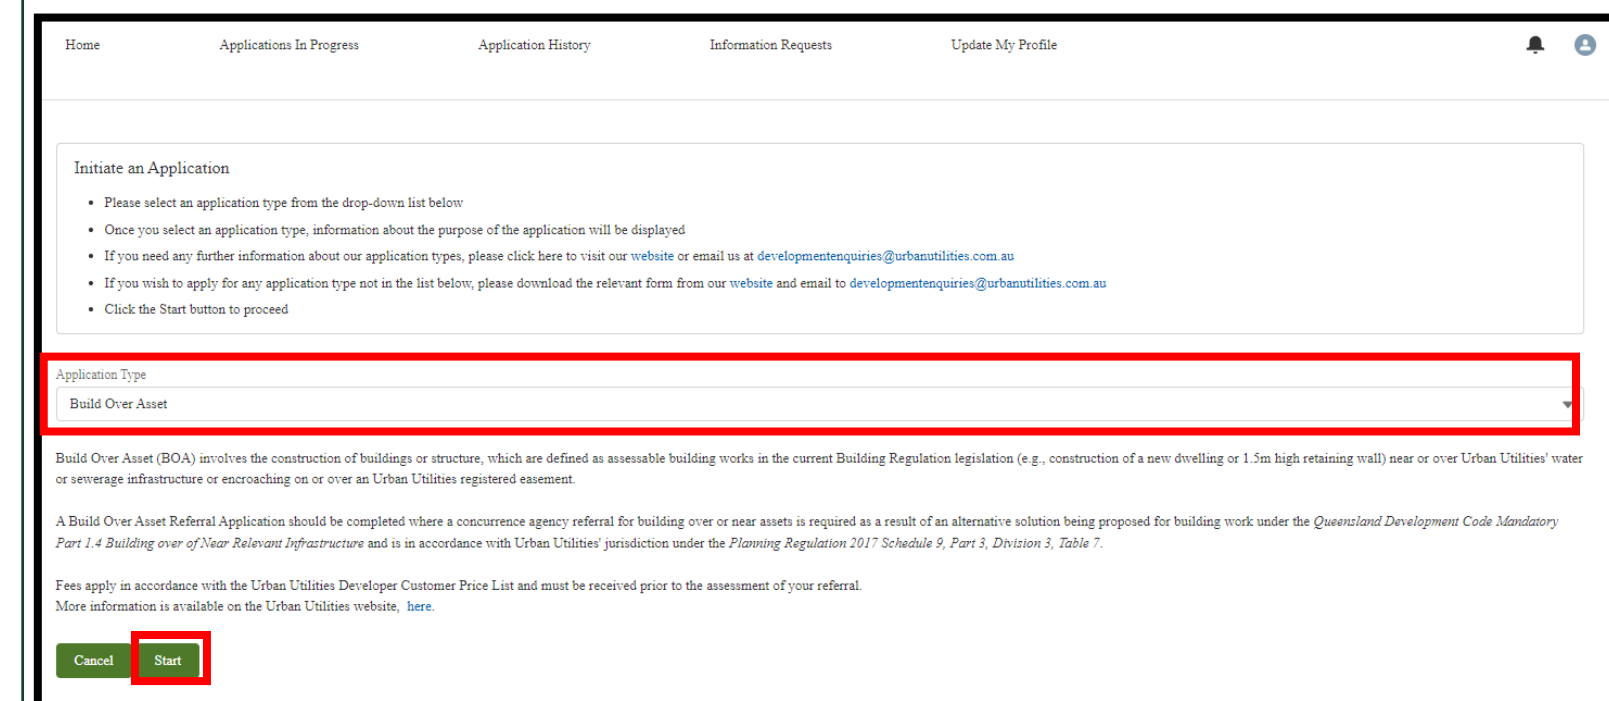 Home Applications In Progress Application History Information Requests Update My Profile
Initiate an Application
• Please select an application type from the drop-down list below
• Once you select an application type, information about the purpose of the application will be displayed
• If you need any further information about our application types, please click here to visit our website or email us at developmentenquiries@urbanutilities.com.au
• If you wish to apply for any application type not in the list below, please download the relevant form from our website and email to developmentenquiries@urbanutilities.com.au
• Click the Start button to proceed
Application Type
Build Over Asset
Build Over Asset (BOA) involves the construction of buildings or structure, which are defined as assessable building works in the current Building Regulation legislation (e.g., construction of a new dwelling or 1.5m high retaining wall) near or over Urban Utilities' water
or sewerage infrastructure or encroaching on or over an Urban Utilities registered easement.
A Build Over Asset Referral Application should be completed where a concurrence agency referral for building over or near assets is required as a result of an alternative solution being proposed for building work under the Queensland Development Code Mandatory
Part 1.4 Building over of Near Relevant Infrastructure and is in accordance with Urban Utilities' jurisdiction under the Planning Regulation 2017 Schedule 9, Part 3, Division 3, Table 7.
Fees apply in accordance with the Urban Utilities Developer Customer Price List and must be received prior to the assessment of your referral.
More information is available on the Urban Utilities website, here.
Cancel Start